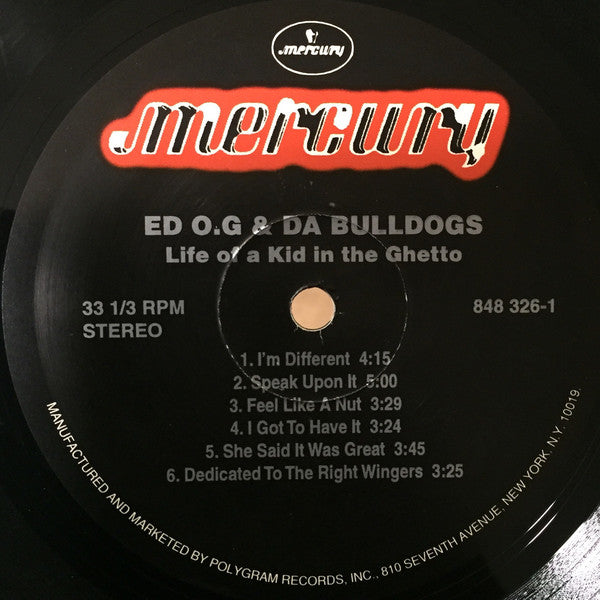 mercury
mercury
ED O.G & DA BULLDOGS
Life of a Kid in the Ghetto
33 1/3 RPM
STEREO
848 326-1
1. I'm Different 4:15
2. Speak Upon It 5:00
3. Feel Like A Nut 3:29
4. I Got To Have It 3:24
5. She Said It Was Great 3:45
6. Dedicated To The Right Wingers 3:25
MANUFACTURED AND MARKETED BY POLYGRAM RECORDS, INC., 810 SEVENTH AVENUE, NEW YORK, N.Y. 10019